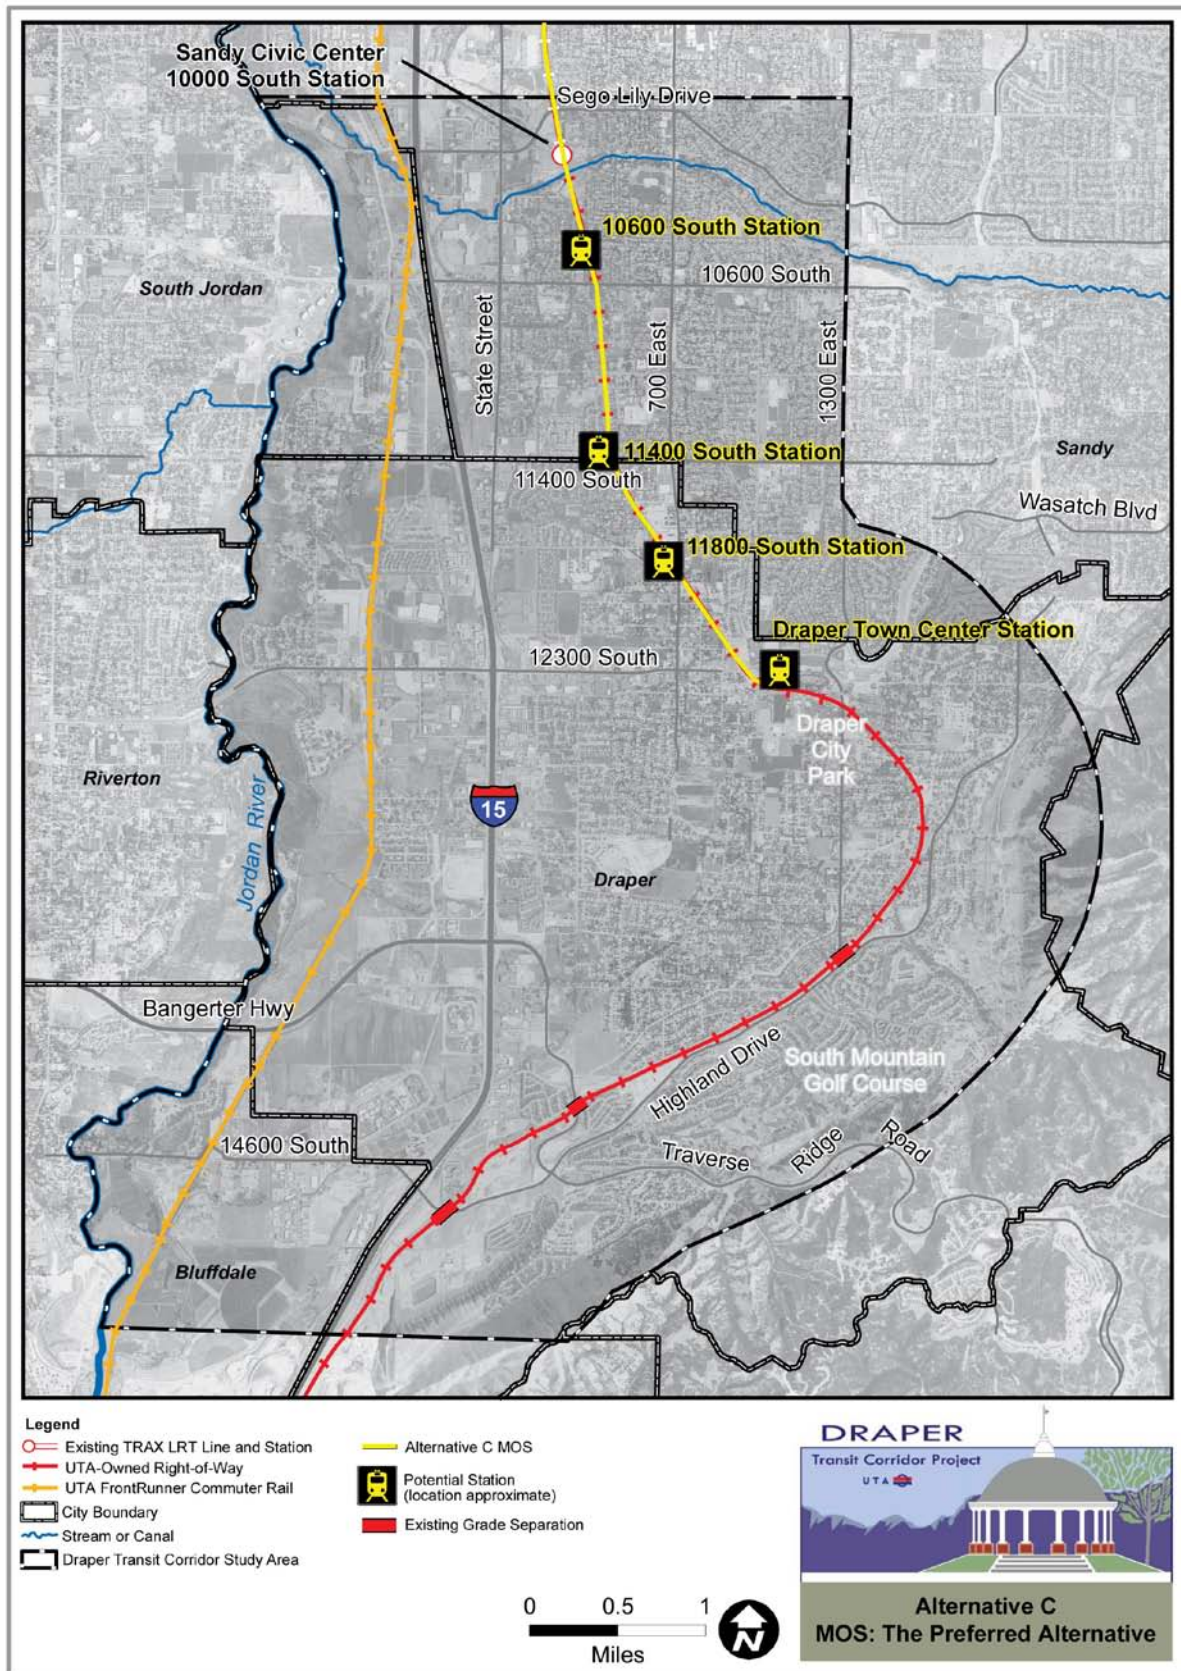 Sandy Civic Center
10000 South Station
Sego Lily Drive
10600 South Station
10600 South
South Jordan
State Street
700 East
1300 East
11400 South Station
11400 South
Sandy
Wasatch Blvd
11800 South Station
Draper Town Center Station
12300 South
Draper
City
Park
Riverton
Jordan River
15
Draper
Bangerter Hwy
Highland Drive
South Mountain
Golf Course
14600 South
Traverse Ridge Road
Bluffdale
Legend
Existing TRAX LRT Line and Station
UTA-Owned Right-of-Way
UTA FrontRunner Commuter Rail
City Boundary
Stream or Canal
Draper Transit Corridor Study Area
Alternative C MOS
Potential Station
(location approximate)
Existing Grade Separation
0 0.5 1
Miles
N
DRAPER
Transit Corridor Project
UTA
Alternative C
MOS: The Preferred Alternative